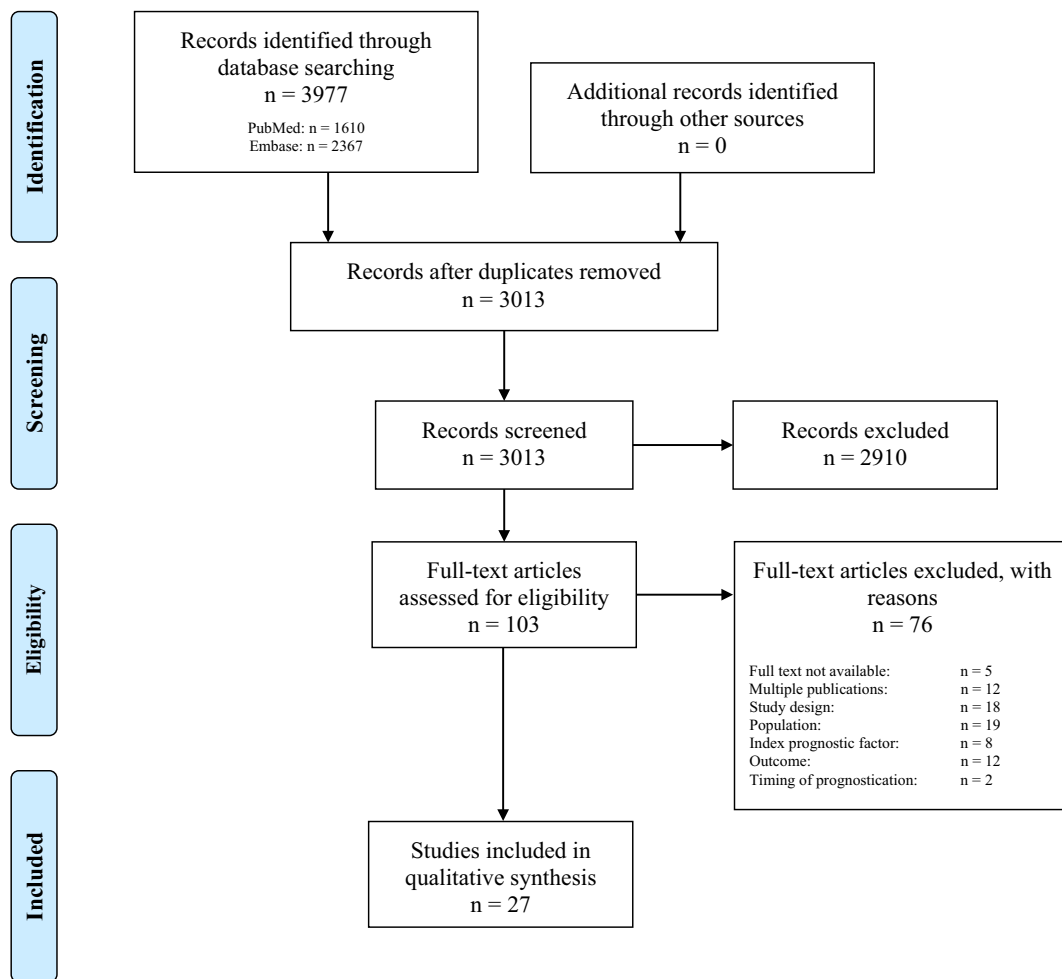 Identification
Records identified through
database searching
n = 3977
PubMed: n = 1610
Embase: n = 2367
Additional records identified
through other sources
n = 0
Records after duplicates removed
n = 3013
Screening
Records screened
n = 3013
Records excluded
n = 2910
Eligibility
Full-text articles
assessed for eligibility
n = 103
Full-text articles excluded, with
reasons
n = 76
Full text not available: n = 5
Multiple publications: n = 12
Study design: n = 18
Population: n = 19
Index prognostic factor: n = 8
Outcome: n = 12
Timing of prognostication: n = 2
Included
Studies included in
qualitative synthesis
n = 27